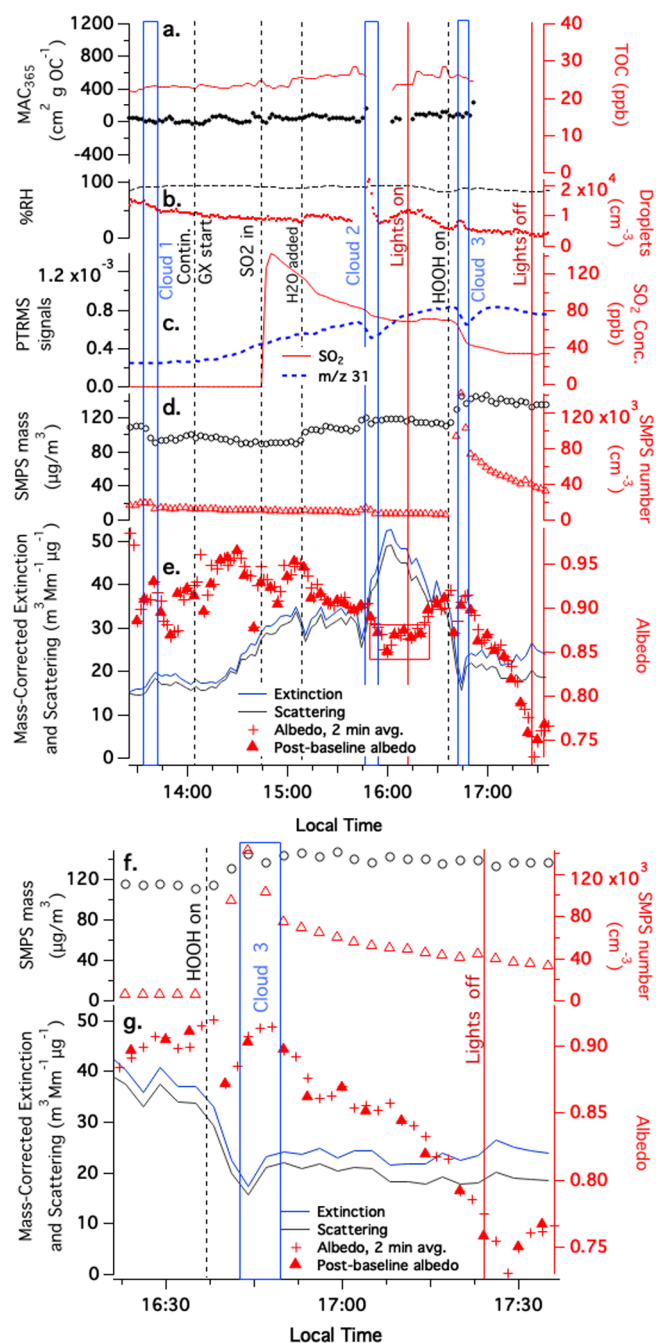 a.
1200
800
400
0
-400
MAC365
(cm² g OC⁻¹)
40
30
20
10
0
TOC
(ppb)
b.
100
0
%RH
2 x10⁴
1
0
Droplets
(cm⁻³)
Cloud 1
Contin.
GX start
SO2 in
H2O added
Cloud 2
Lights on
HOOH on
Cloud 3
Lights off
c.
1.2 x10⁻³
0.8
0.4
0.0
PTRMS
signals
120
80
40
0
SO₂ Conc.
(ppb)
SO₂
m/z 31
d.
120
80
40
0
SMPS mass
(µg/m³)
120 x10³
80
40
0
SMPS number
(cm⁻³)
e.
50
40
30
20
10
0
Mass-Corrected Extinction
and Scattering (m³ Mm⁻¹ µg⁻¹)
0.95
0.90
0.85
0.80
0.75
Albedo
Extinction
Scattering
Albedo, 2 min avg.
Post-baseline albedo
14:00
15:00
16:00
17:00
Local Time
f.
120
80
40
0
SMPS mass
(µg/m³)
120 x10³
80
40
0
SMPS number
(cm⁻³)
HOOH on
Cloud 3
Lights off
g.
50
40
30
20
10
0
Mass-Corrected Extinction
and Scattering (m³ Mm⁻¹ µg⁻¹)
0.90
0.85
0.80
0.75
Albedo
Extinction
Scattering
Albedo, 2 min avg.
Post-baseline albedo
16:30
17:00
17:30
Local Time